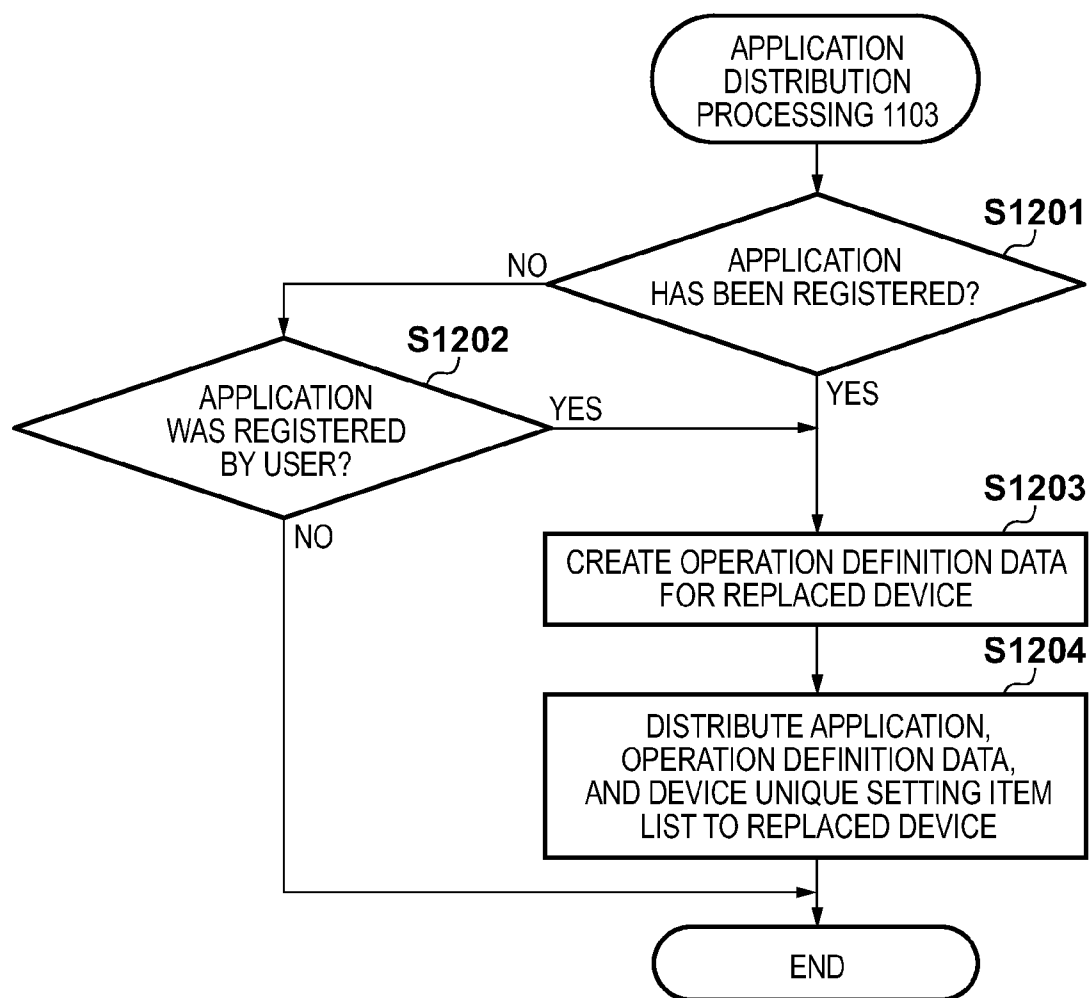 APPLICATION
DISTRIBUTION
PROCESSING 1103
S1201
APPLICATION
HAS BEEN REGISTERED?
NO
YES
S1202
APPLICATION
WAS REGISTERED
BY USER?
YES
NO
S1203
CREATE OPERATION DEFINITION DATA
FOR REPLACED DEVICE
S1204
DISTRIBUTE APPLICATION,
OPERATION DEFINITION DATA,
AND DEVICE UNIQUE SETTING ITEM
LIST TO REPLACED DEVICE
END